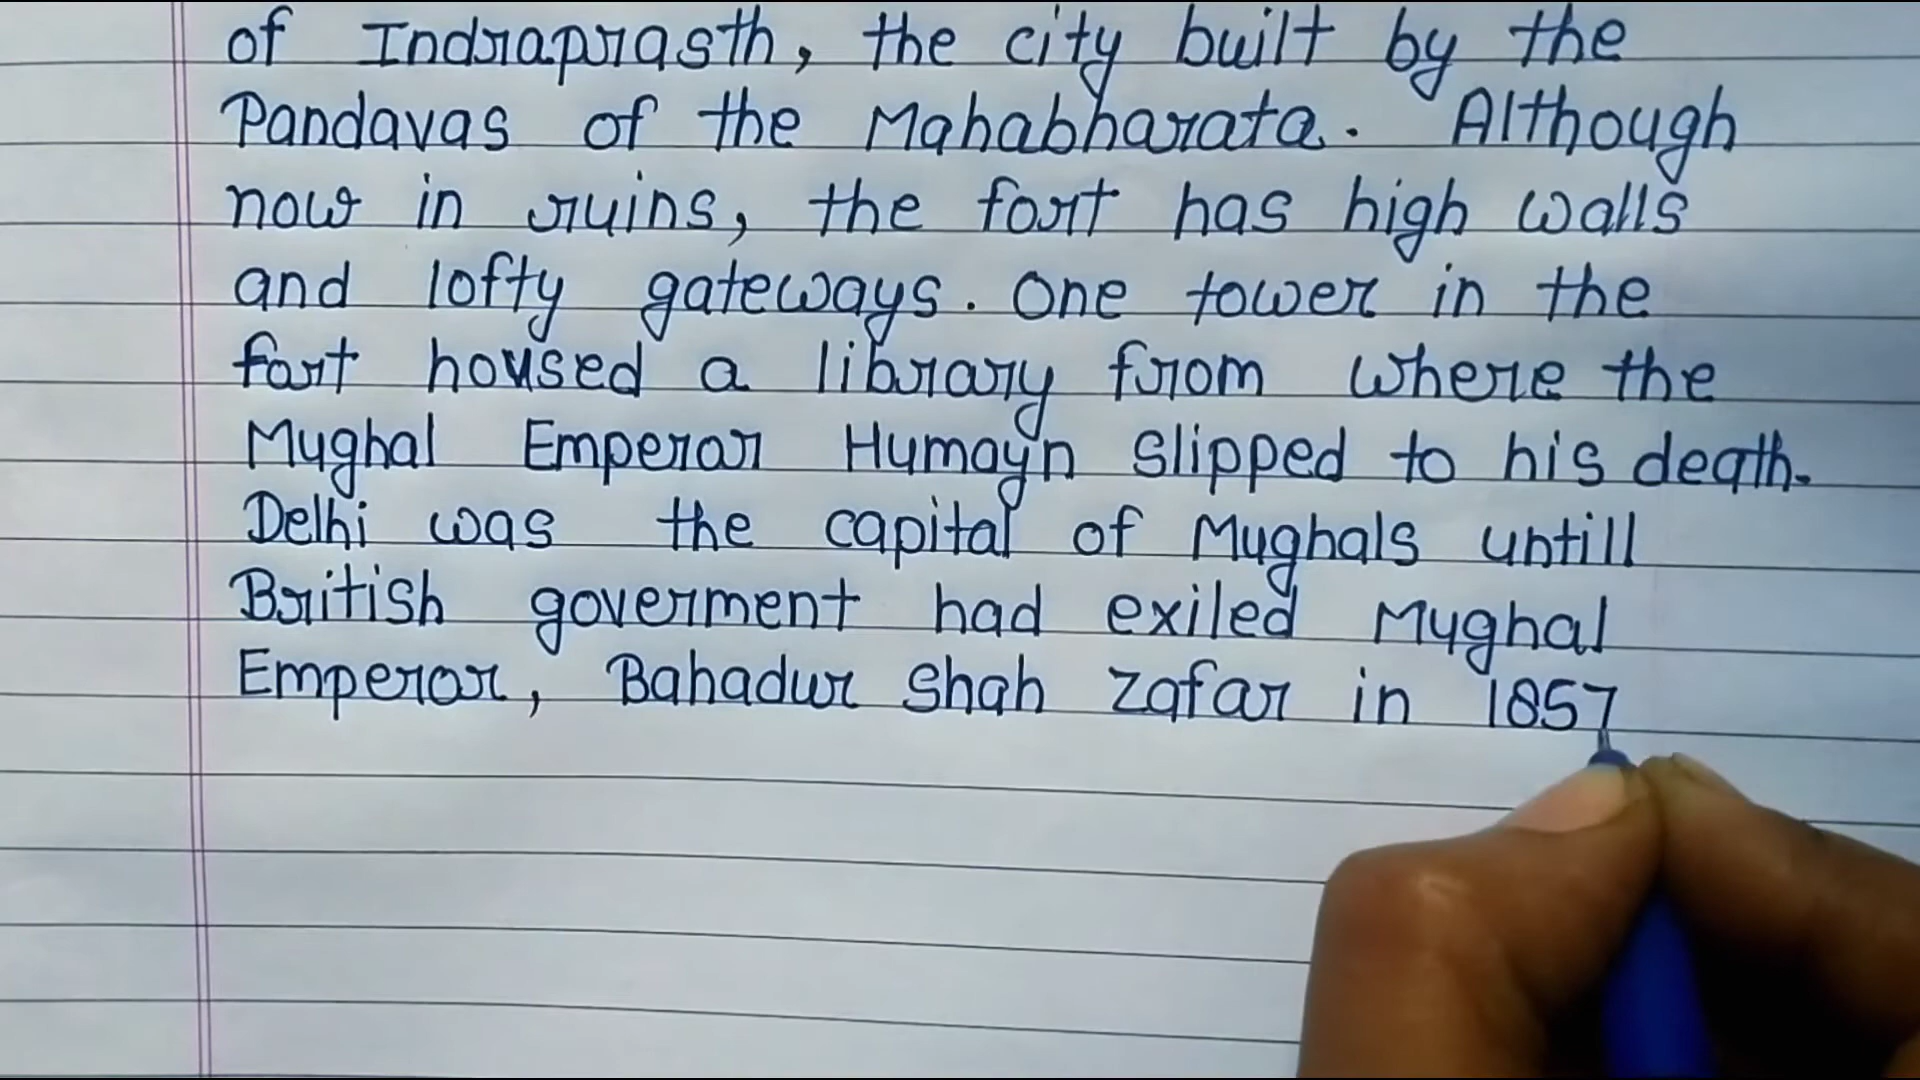 of Indraprasth, the city built by the
Pandavas of the Mahabharata. Although
now in ruins, the fort has high walls
and lofty gateways. One tower in the
fort housed a library from where the
Mughal Emperor Humayn slipped to his death.
Delhi was the capital of Mughals untill
British goverment had exiled Mughal
Emperor, Bahadur Shah Zafar in 1857